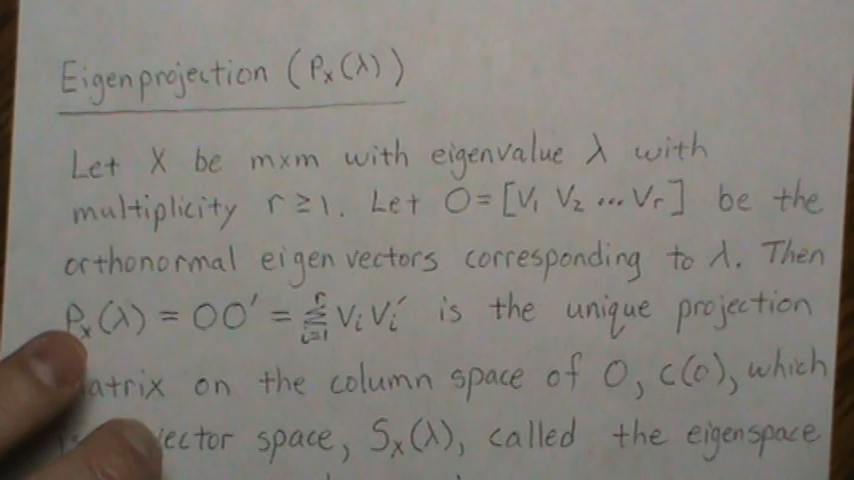 Eigenprojection (Pₓ(λ))
Let X be m×m with eigenvalue λ with
multiplicity r ≥ 1. Let O = [V₁ V₂ ... Vᵣ] be the
orthonormal eigenvectors corresponding to λ. Then
Pₓ(λ) = OO' = Σᵢ₌₁ʳ VᵢVᵢ' is the unique projection
atrix on the column space of O, C(O), which
vector space, Sₓ(λ), called the eigenspace